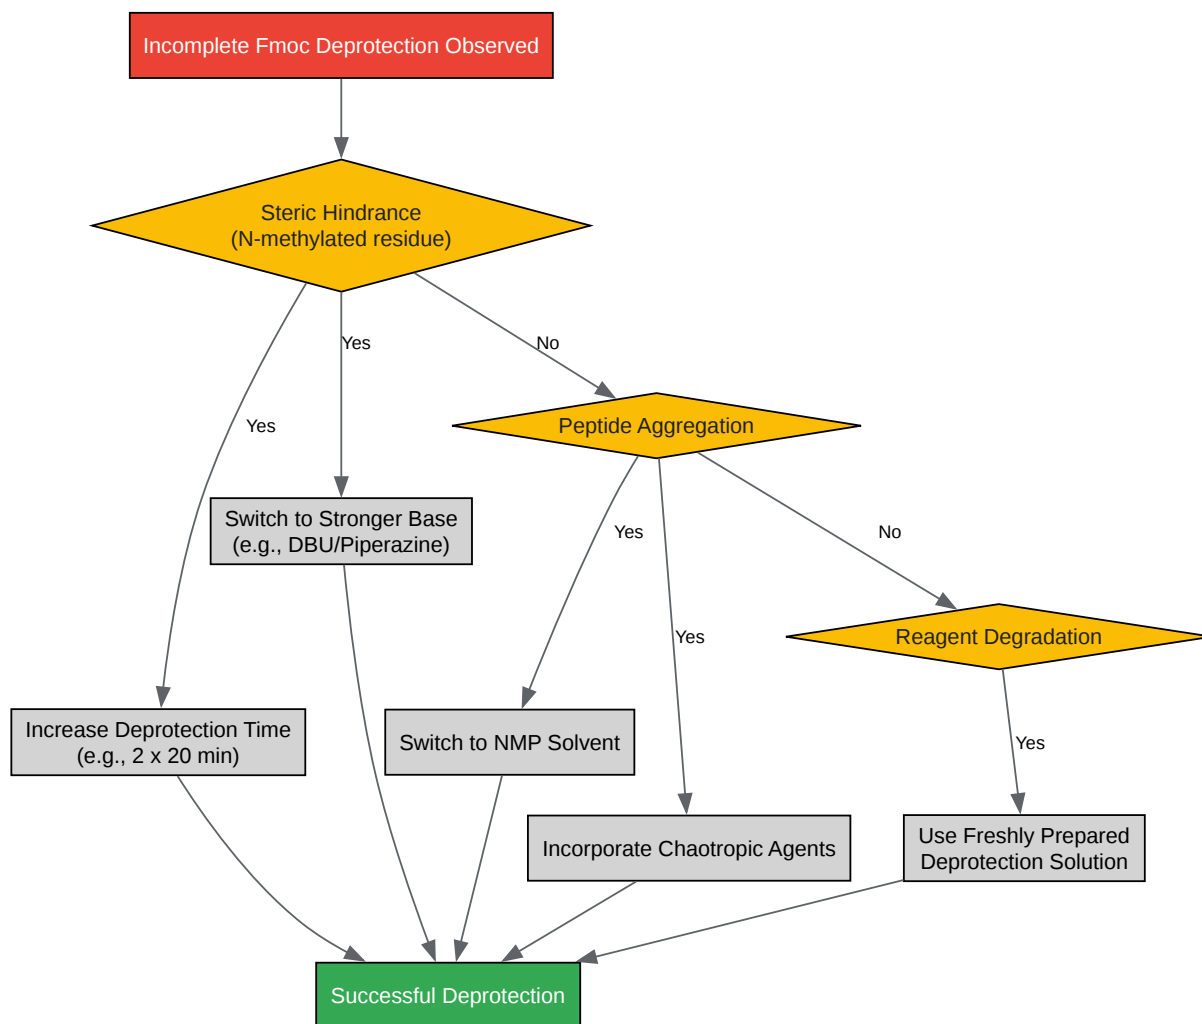 Incomplete Fmoc Deprotection Observed
Steric Hindrance
(N-methylated residue)
Yes
No
Yes
Peptide Aggregation
Switch to Stronger Base
(e.g., DBU/Piperazine)
Yes
No
Yes
Reagent Degradation
Increase Deprotection Time
(e.g., 2 x 20 min)
Switch to NMP Solvent
Yes
Incorporate Chaotropic Agents
Use Freshly Prepared
Deprotection Solution
Successful Deprotection